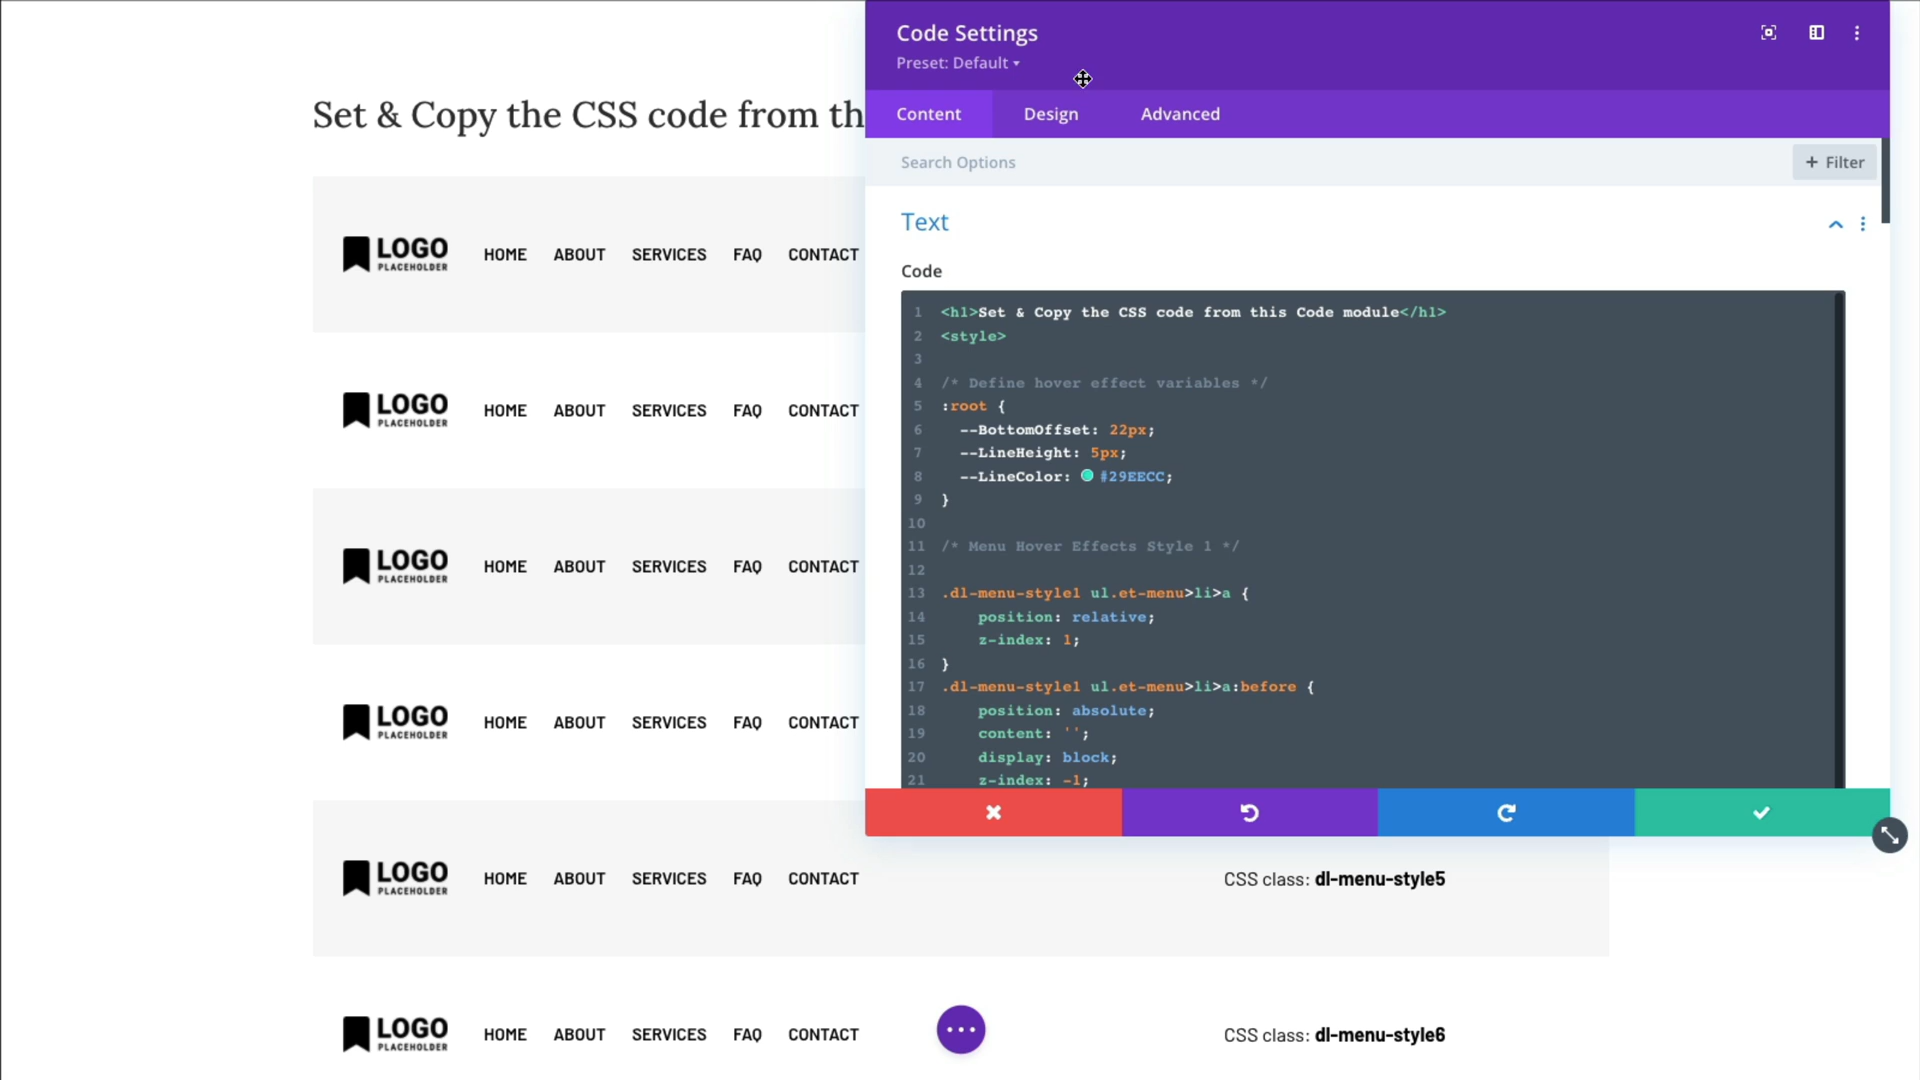 Set & Copy the CSS code from th
LOGO PLACEHOLDER HOME ABOUT SERVICES FAQ CONTACT
LOGO PLACEHOLDER HOME ABOUT SERVICES FAQ CONTACT
LOGO PLACEHOLDER HOME ABOUT SERVICES FAQ CONTACT
LOGO PLACEHOLDER HOME ABOUT SERVICES FAQ CONTACT
LOGO PLACEHOLDER HOME ABOUT SERVICES FAQ CONTACT CSS class: dl-menu-style5
LOGO PLACEHOLDER HOME ABOUT SERVICES FAQ CONTACT CSS class: dl-menu-style6
Code Settings
Preset: Default
Content Design Advanced
Search Options + Filter
Text
Code
1 <h1>Set & Copy the CSS code from this Code module</h1>
2 <style>
3
4 /* Define hover effect variables */
5 :root {
6 --BottomOffset: 22px;
7 --LineHeight: 5px;
8 --LineColor: #29EECC;
9 }
10
11 /* Menu Hover Effects Style 1 */
12
13 .dl-menu-style1 ul.et-menu>li>a {
14 position: relative;
15 z-index: 1;
16 }
17 .dl-menu-style1 ul.et-menu>li>a:before {
18 position: absolute;
19 content: '';
20 display: block;
21 z-index: -1;